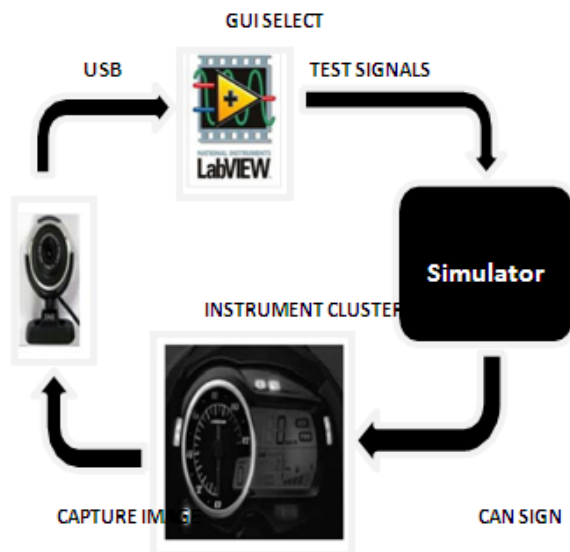 GUI SELECT
USB
TEST SIGNALS
NATIONAL INSTRUMENTS
LabVIEW
Simulator
INSTRUMENT CLUSTER
CAPTURE IMAGE
CAN SIGN